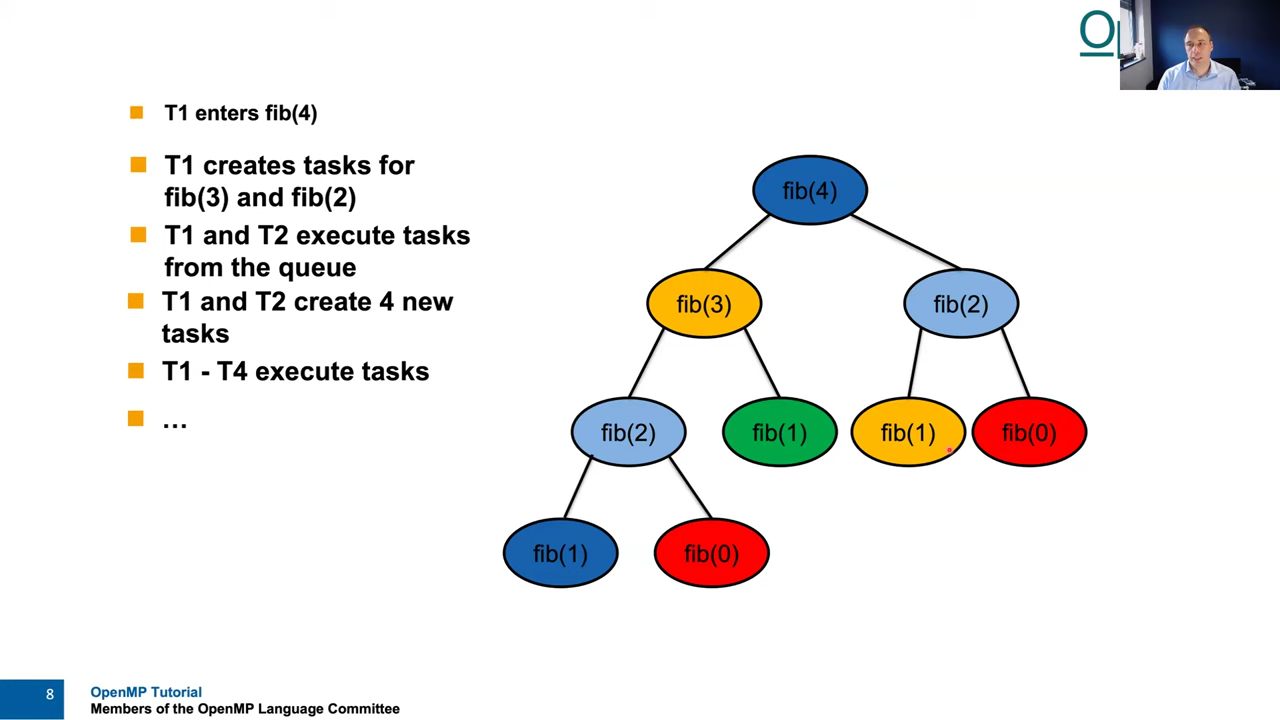 T1 enters fib(4)
T1 creates tasks for
fib(3) and fib(2)
T1 and T2 execute tasks
from the queue
T1 and T2 create 4 new
tasks
T1 - T4 execute tasks
...
fib(4)
fib(3)
fib(2)
fib(2)
fib(1)
fib(1)
fib(0)
fib(1)
fib(0)
8
OpenMP Tutorial
Members of the OpenMP Language Committee